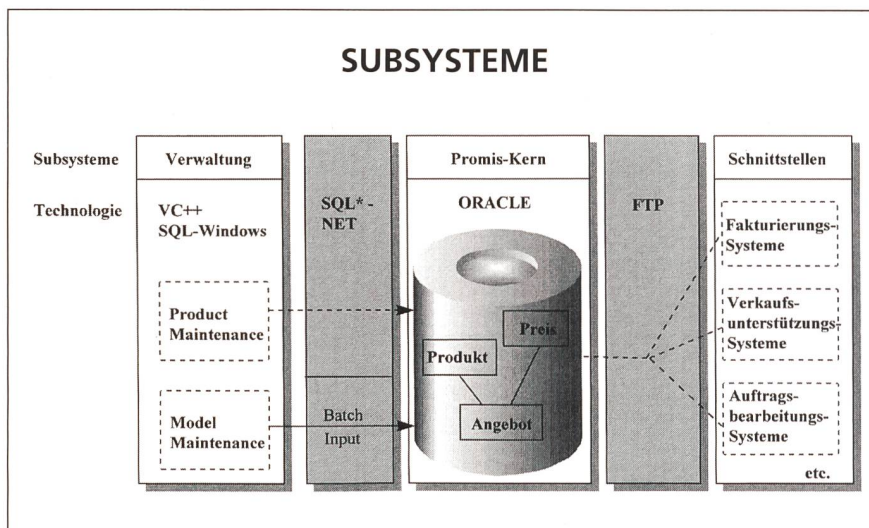 SUBSYSTEME
Subsysteme
Verwaltung
Promis-Kern
Schnittstellen
Technologie
VC++
SQL-Windows
SQL* -
NET
ORACLE
FTP
Product
Maintenance
Model
Maintenance
Batch
Input
Preis
Produkt
Angebot
Fakturierungs-
Systeme
Verkaufs-
unterstützungs-
Systeme
Auftrags-
bearbeitungs-
Systeme
etc.